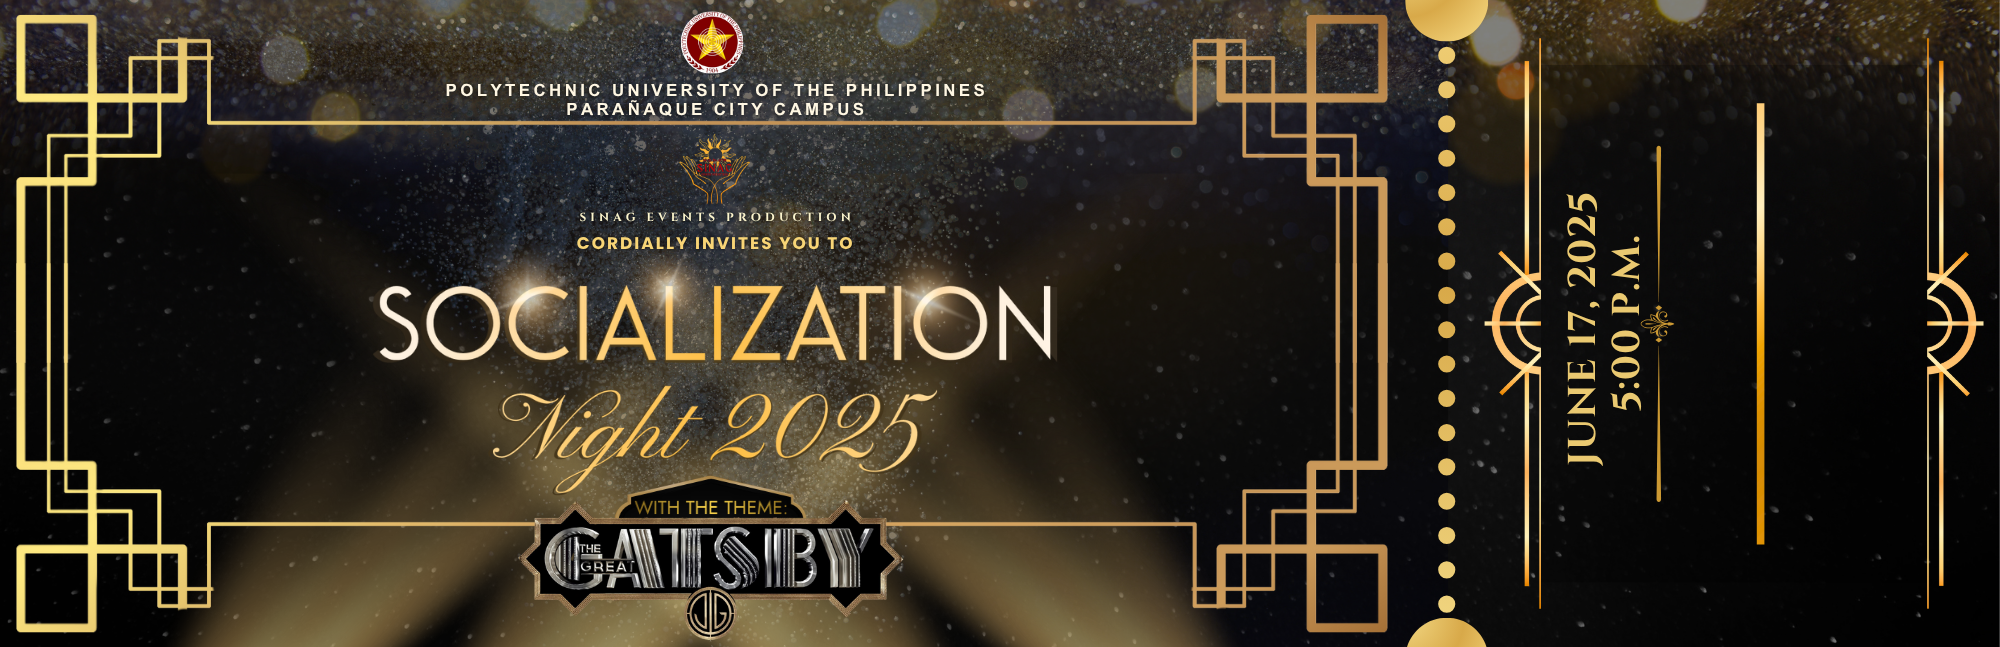 POLYTECHNIC UNIVERSITY OF THE PHILIPPINES
PARAÑAQUE CITY CAMPUS
SINAG EVENTS PRODUCTION
CORDIALLY INVITES YOU TO
SOCIALIZATION
Night 2025
WITH THE THEME:
THE GREAT
GATSBY
JG
JUNE 17, 2025
5:00 P.M.